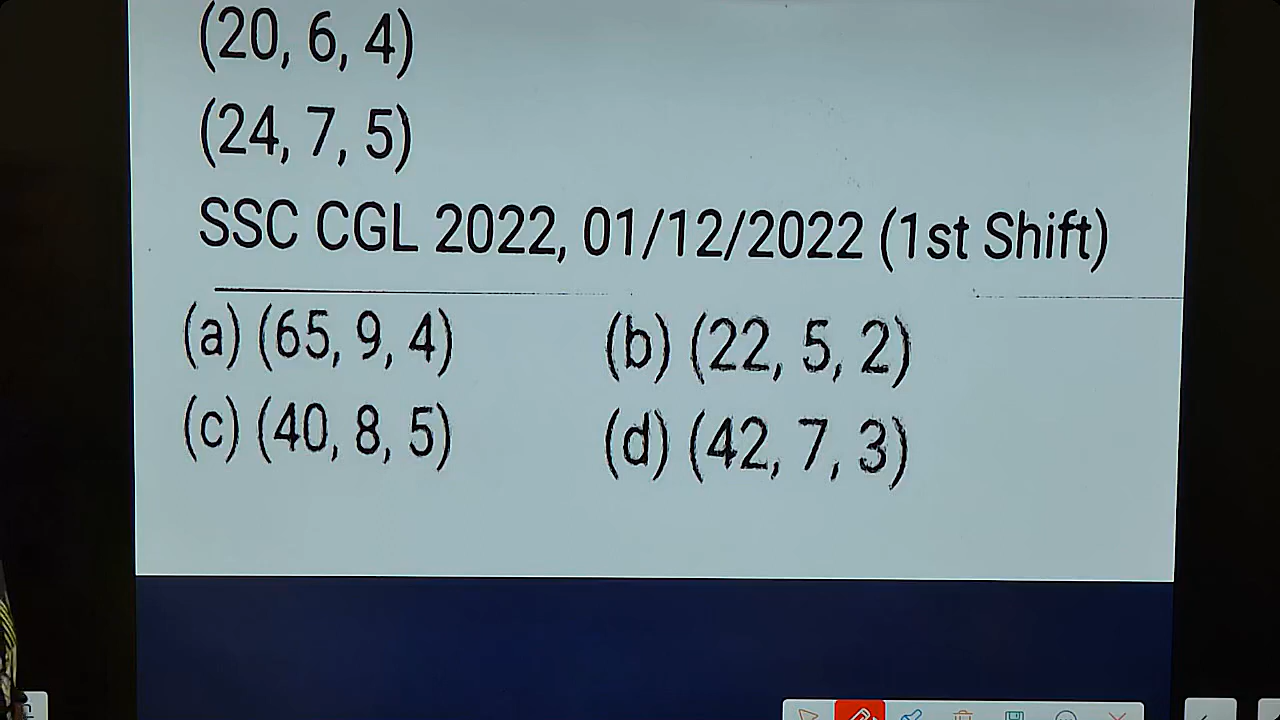 (20, 6, 4)
(24, 7, 5)
SSC CGL 2022, 01/12/2022 (1st Shift)
(a) (65, 9, 4) (b) (22, 5, 2)
(c) (40, 8, 5) (d) (42, 7, 3)